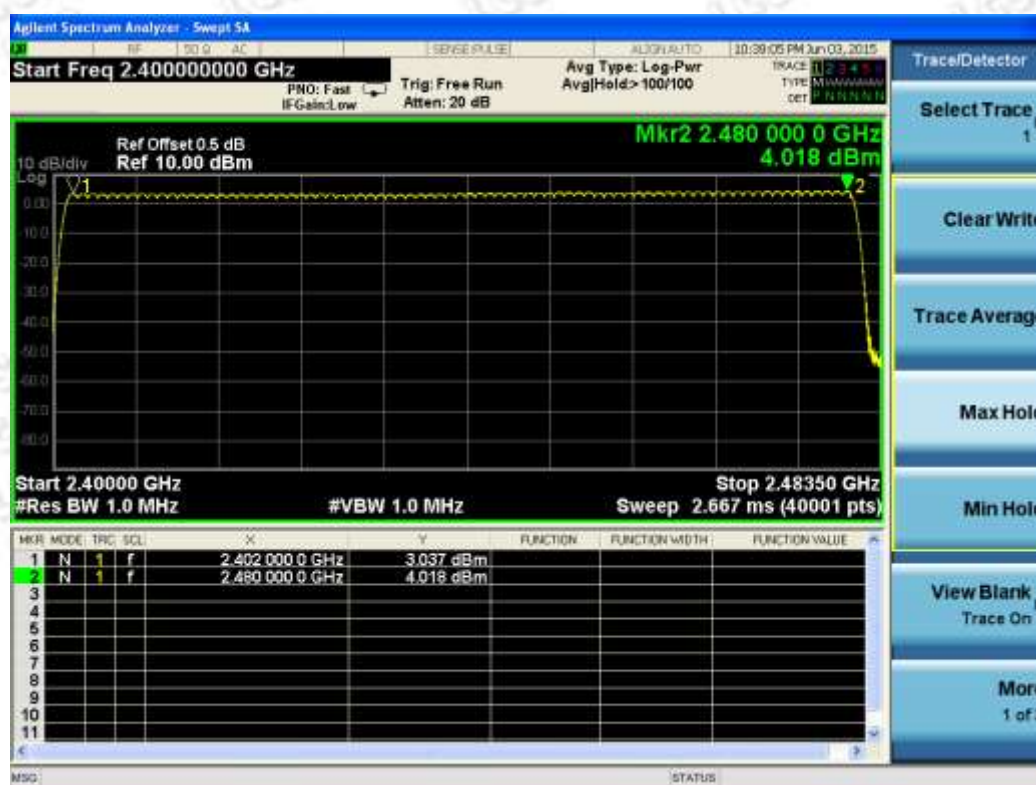 Agilent Spectrum Analyzer - Swept SA
RF 50 Ω AC SENSE:PULSE ALIGN AUTO 10:39:05 PM Jun 03, 2015
Start Freq 2.400000000 GHz
PNO: Fast
IFGain:Low
Trig: Free Run
Atten: 20 dB
Avg Type: Log-Pwr
Avg|Hold:>100/100
TRACE 1 2 3 4 5 6
TYPE M
DET P N N N N N
Ref Offset 0.5 dB
10 dB/div Ref 10.00 dBm
Log
Mkr2 2.480 000 0 GHz
4.018 dBm
1
2
0.00
-10.0
-20.0
-30.0
-40.0
-50.0
-60.0
-70.0
-80.0
Start 2.40000 GHz Stop 2.48350 GHz
#Res BW 1.0 MHz #VBW 1.0 MHz Sweep 2.667 ms (40001 pts)
MKR MODE TRC SCL X Y FUNCTION FUNCTION WIDTH FUNCTION VALUE
1 N 1 f 2.402 000 0 GHz 3.037 dBm
2 N 1 f 2.480 000 0 GHz 4.018 dBm
3
4
5
6
7
8
9
10
11
MSG STATUS
Trace/Detector
Select Trace
1
Clear Write
Trace Average
Max Hold
Min Hold
View Blank
Trace On
More
1 of